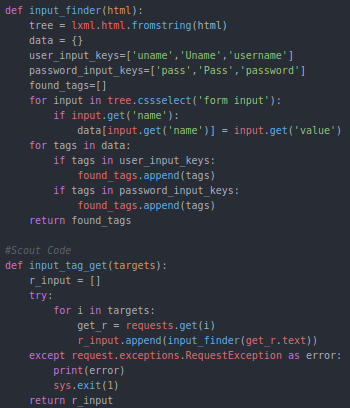 def input_finder(html):
    tree = lxml.html.fromstring(html)
    data = {}
    user_input_keys=['uname','Uname','username']
    password_input_keys=['pass','Pass','password']
    found_tags=[]
    for input in tree.cssselect('form input'):
        if input.get('name'):
            data[input.get('name')] = input.get('value')
    for tags in data:
        if tags in user_input_keys:
            found_tags.append(tags)
        if tags in password_input_keys:
            found_tags.append(tags)
    return found_tags

#Scout Code
def input_tag_get(targets):
    r_input = []
    try:
        for i in targets:
            get_r = requests.get(i)
            r_input.append(input_finder(get_r.text))
    except request.exceptions.RequestException as error:
        print(error)
        sys.exit(1)
    return r_input